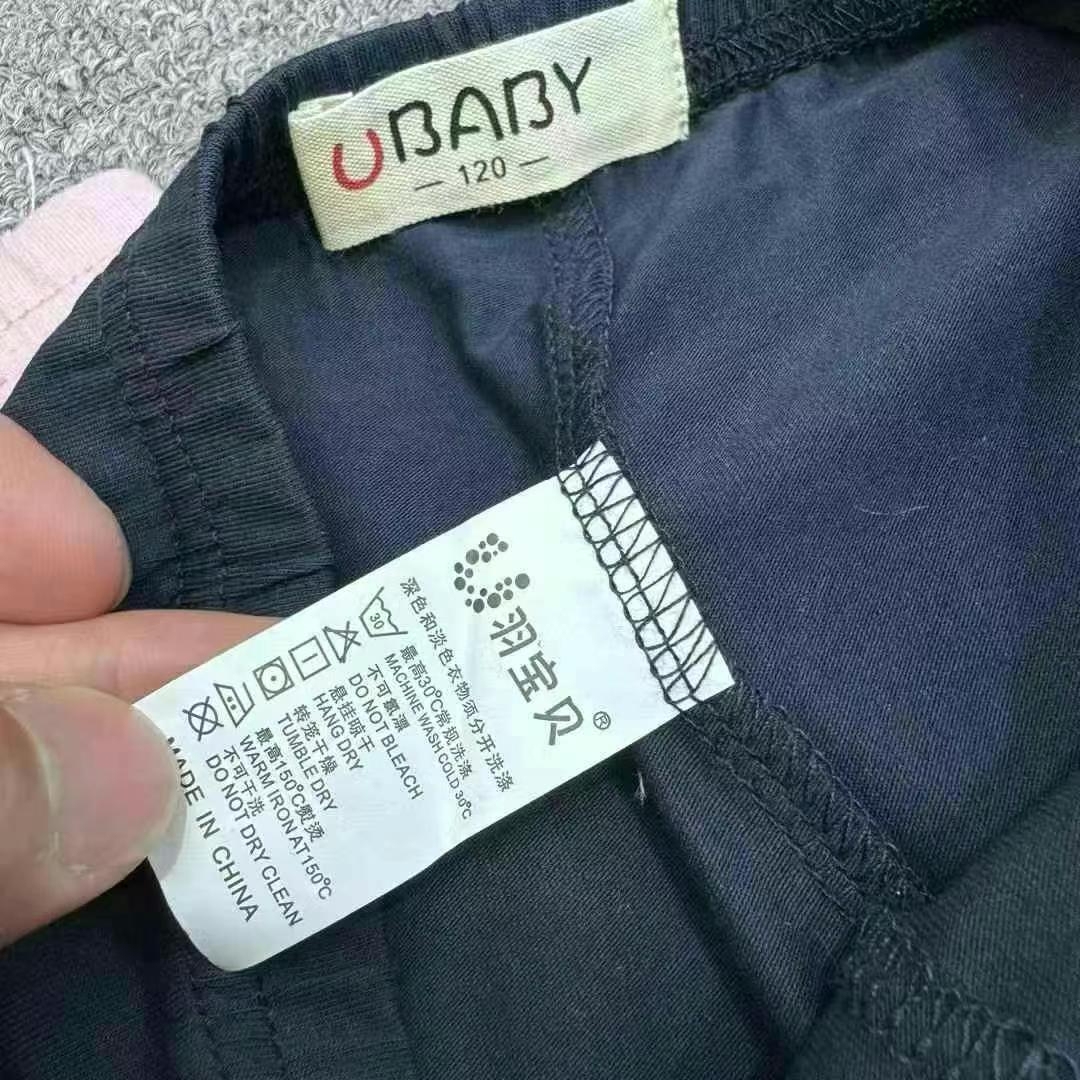 UBABY
— 120 —
羽宝贝®
深色和淡色衣物须分开洗涤
30
最高30°C常规洗涤
MACHINE WASH COLD 30°C
不可氯漂
DO NOT BLEACH
悬挂晾干
HANG DRY
转笼干燥
TUMBLE DRY
最高150°C熨烫
WARM IRON AT 150°C
不可干洗
DO NOT DRY CLEAN
MADE IN CHINA